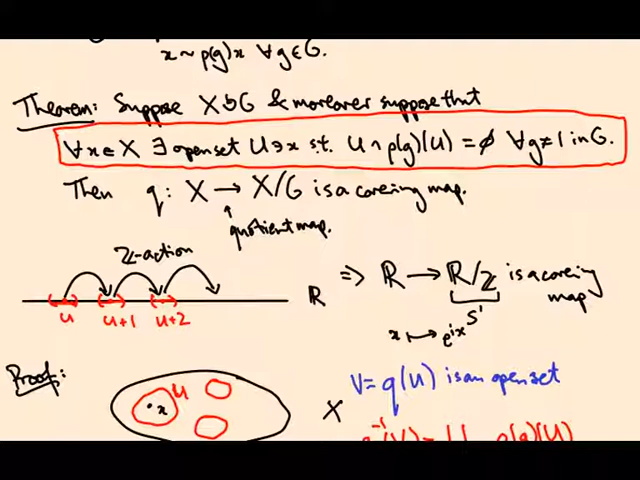 x ~ ρ(g)x ∀g∈G.
Theorem: Suppose X↻G & moreover suppose that
∀x∈X ∃ open set U∋x s.t. U∩ρ(g)(U)=∅ ∀g≠1 in G.
Then q: X → X/G is a covering map.
quotient map.
ℤ-action
⇒ ℝ → ℝ/ℤ is a covering map
ℝ
S¹
U U+1 U+2
x ↦ e^{ix}
Proof:
V = q(U) is an open set
U
x
X
q⁻¹(V) = ⨆ ρ(g)(U)